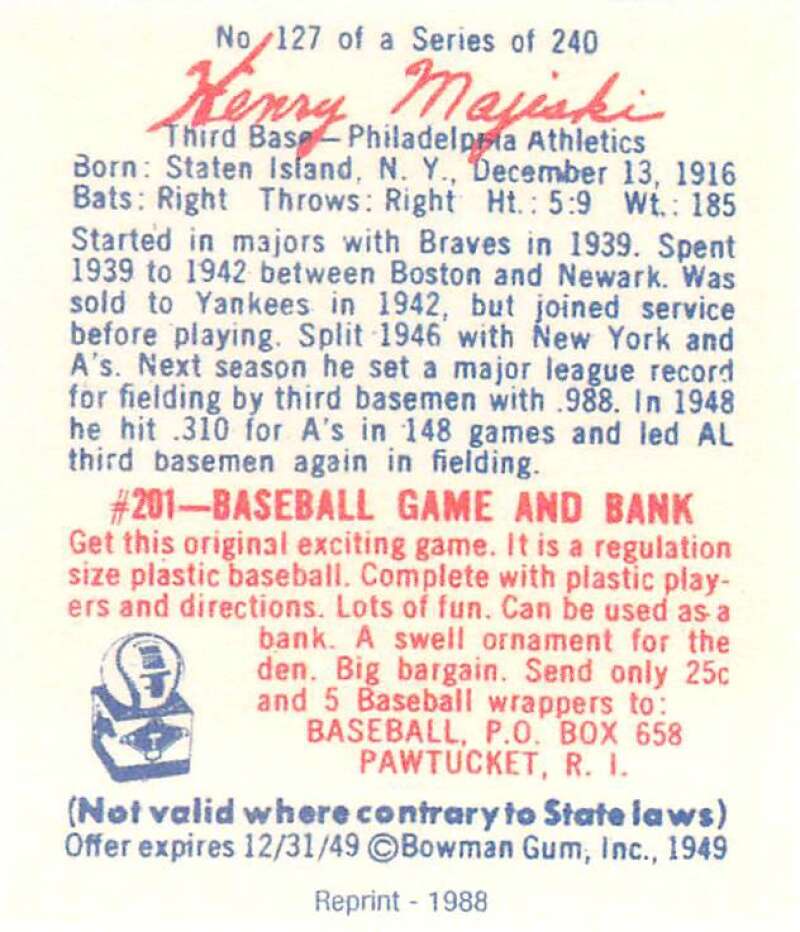 No 127 of a Series of 240
Henry Majeski
Third Base—Philadelphia Athletics
Born: Staten Island, N. Y., December 13, 1916
Bats: Right Throws: Right Ht.: 5:9 Wt.: 185
Started in majors with Braves in 1939. Spent
1939 to 1942 between Boston and Newark. Was
sold to Yankees in 1942, but joined service
before playing. Split 1946 with New York and
A's. Next season he set a major league record
for fielding by third basemen with .988. In 1948
he hit .310 for A's in 148 games and led AL
third basemen again in fielding.
#201—BASEBALL GAME AND BANK
Get this original exciting game. It is a regulation
size plastic baseball. Complete with plastic play-
ers and directions. Lots of fun. Can be used as a
bank. A swell ornament for the
den. Big bargain. Send only 25c
and 5 Baseball wrappers to:
BASEBALL, P.O. BOX 658
PAWTUCKET, R. I.
(Not valid where contrary to State laws)
Offer expires 12/31/49 ©Bowman Gum, Inc., 1949
Reprint - 1988